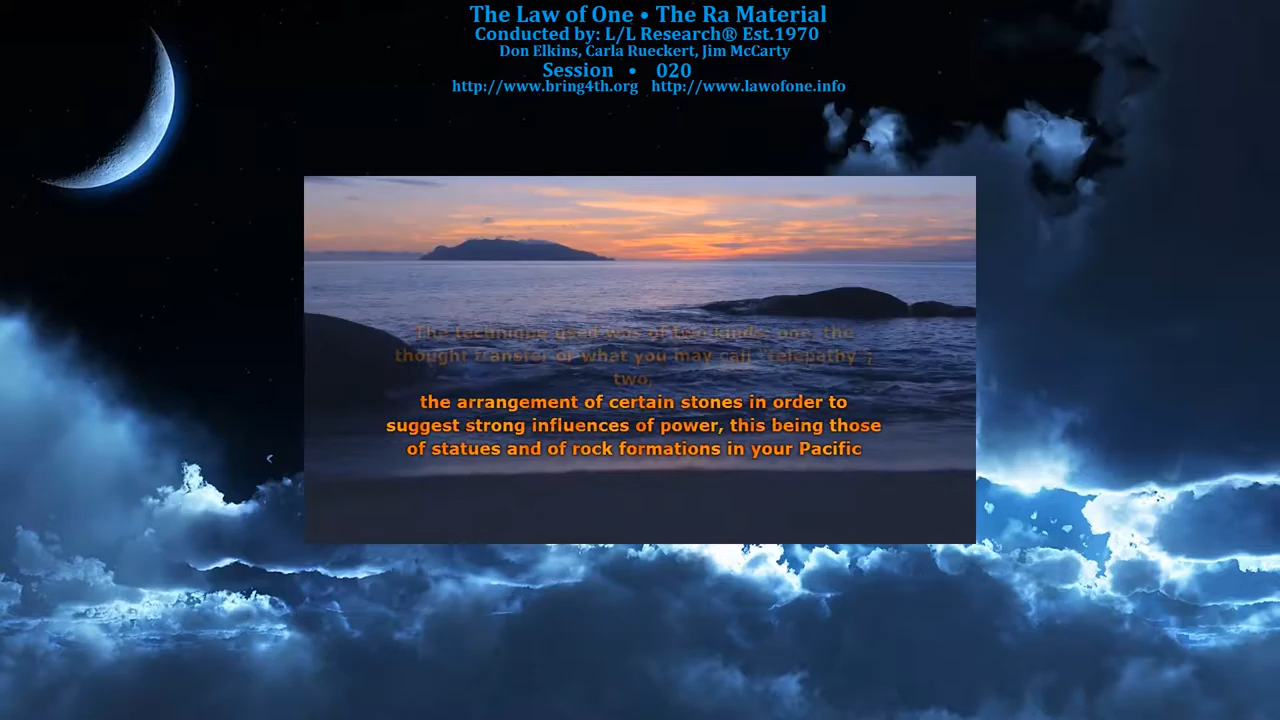 The Law of One • The Ra Material
Conducted by: L/L Research® Est.1970
Don Elkins, Carla Rueckert, Jim McCarty
Session • 020
http://www.bring4th.org http://www.lawofone.info
The technique used was of two kinds: one, the
thought transfer or what you may call "telepathy";
two,
the arrangement of certain stones in order to
suggest strong influences of power, this being those
of statues and of rock formations in your Pacific